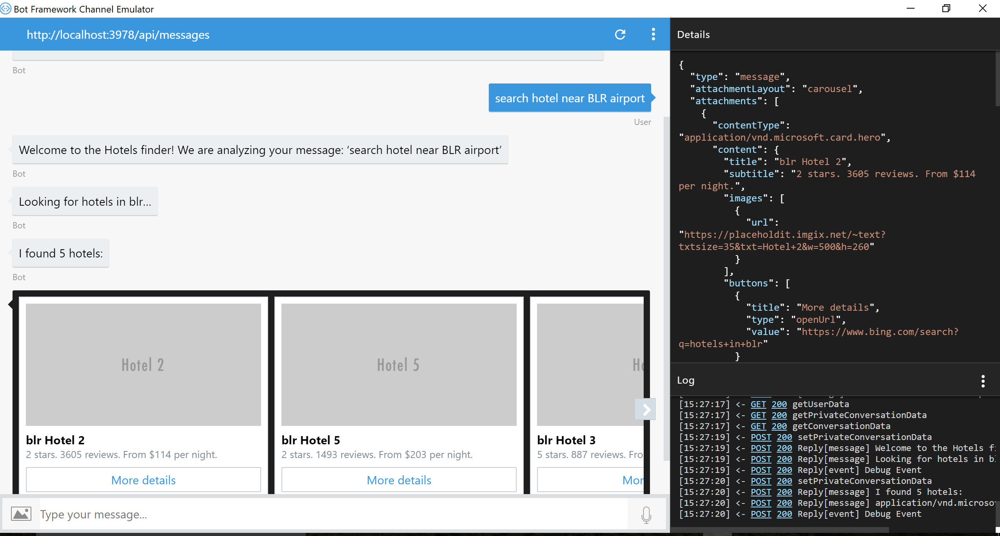 Bot Framework Channel Emulator
http://localhost:3978/api/messages
Bot
search hotel near BLR airport
User
Welcome to the Hotels finder! We are analyzing your message: ‘search hotel near BLR airport’
Bot
Looking for hotels in blr...
Bot
I found 5 hotels:
Bot
Hotel 2
Hotel 5
blr Hotel 2
2 stars. 3605 reviews. From $114 per night.
More details
blr Hotel 5
2 stars. 1493 reviews. From $203 per night.
More details
blr Hotel 3
5 stars. 887 reviews. Fro
Mor
Type your message...
Details
{
"type": "message",
"attachmentLayout": "carousel",
"attachments": [
{
"contentType":
"application/vnd.microsoft.card.hero",
"content": {
"title": "blr Hotel 2",
"subtitle": "2 stars. 3605 reviews. From $114
per night.",
"images": [
{
"url":
"https://placeholdit.imgix.net/~text?
txtsize=35&txt=Hotel+2&w=500&h=260"
}
],
"buttons": [
{
"title": "More details",
"type": "openUrl",
"value": "https://www.bing.com/search?
q=hotels+in+blr"
}
Log
[15:27:17] <- GET 200 getUserData
[15:27:17] <- GET 200 getPrivateConversationData
[15:27:17] <- GET 200 getConversationData
[15:27:19] <- POST 200 setPrivateConversationData
[15:27:19] <- POST 200 Reply[message] Welcome to the Hotels fi
[15:27:19] <- POST 200 Reply[message] Looking for hotels in bl
[15:27:19] <- POST 200 Reply[event] Debug Event
[15:27:20] <- POST 200 setPrivateConversationData
[15:27:20] <- POST 200 Reply[message] I found 5 hotels:
[15:27:20] <- POST 200 Reply[message] application/vnd.microsof
[15:27:20] <- POST 200 Reply[event] Debug Event